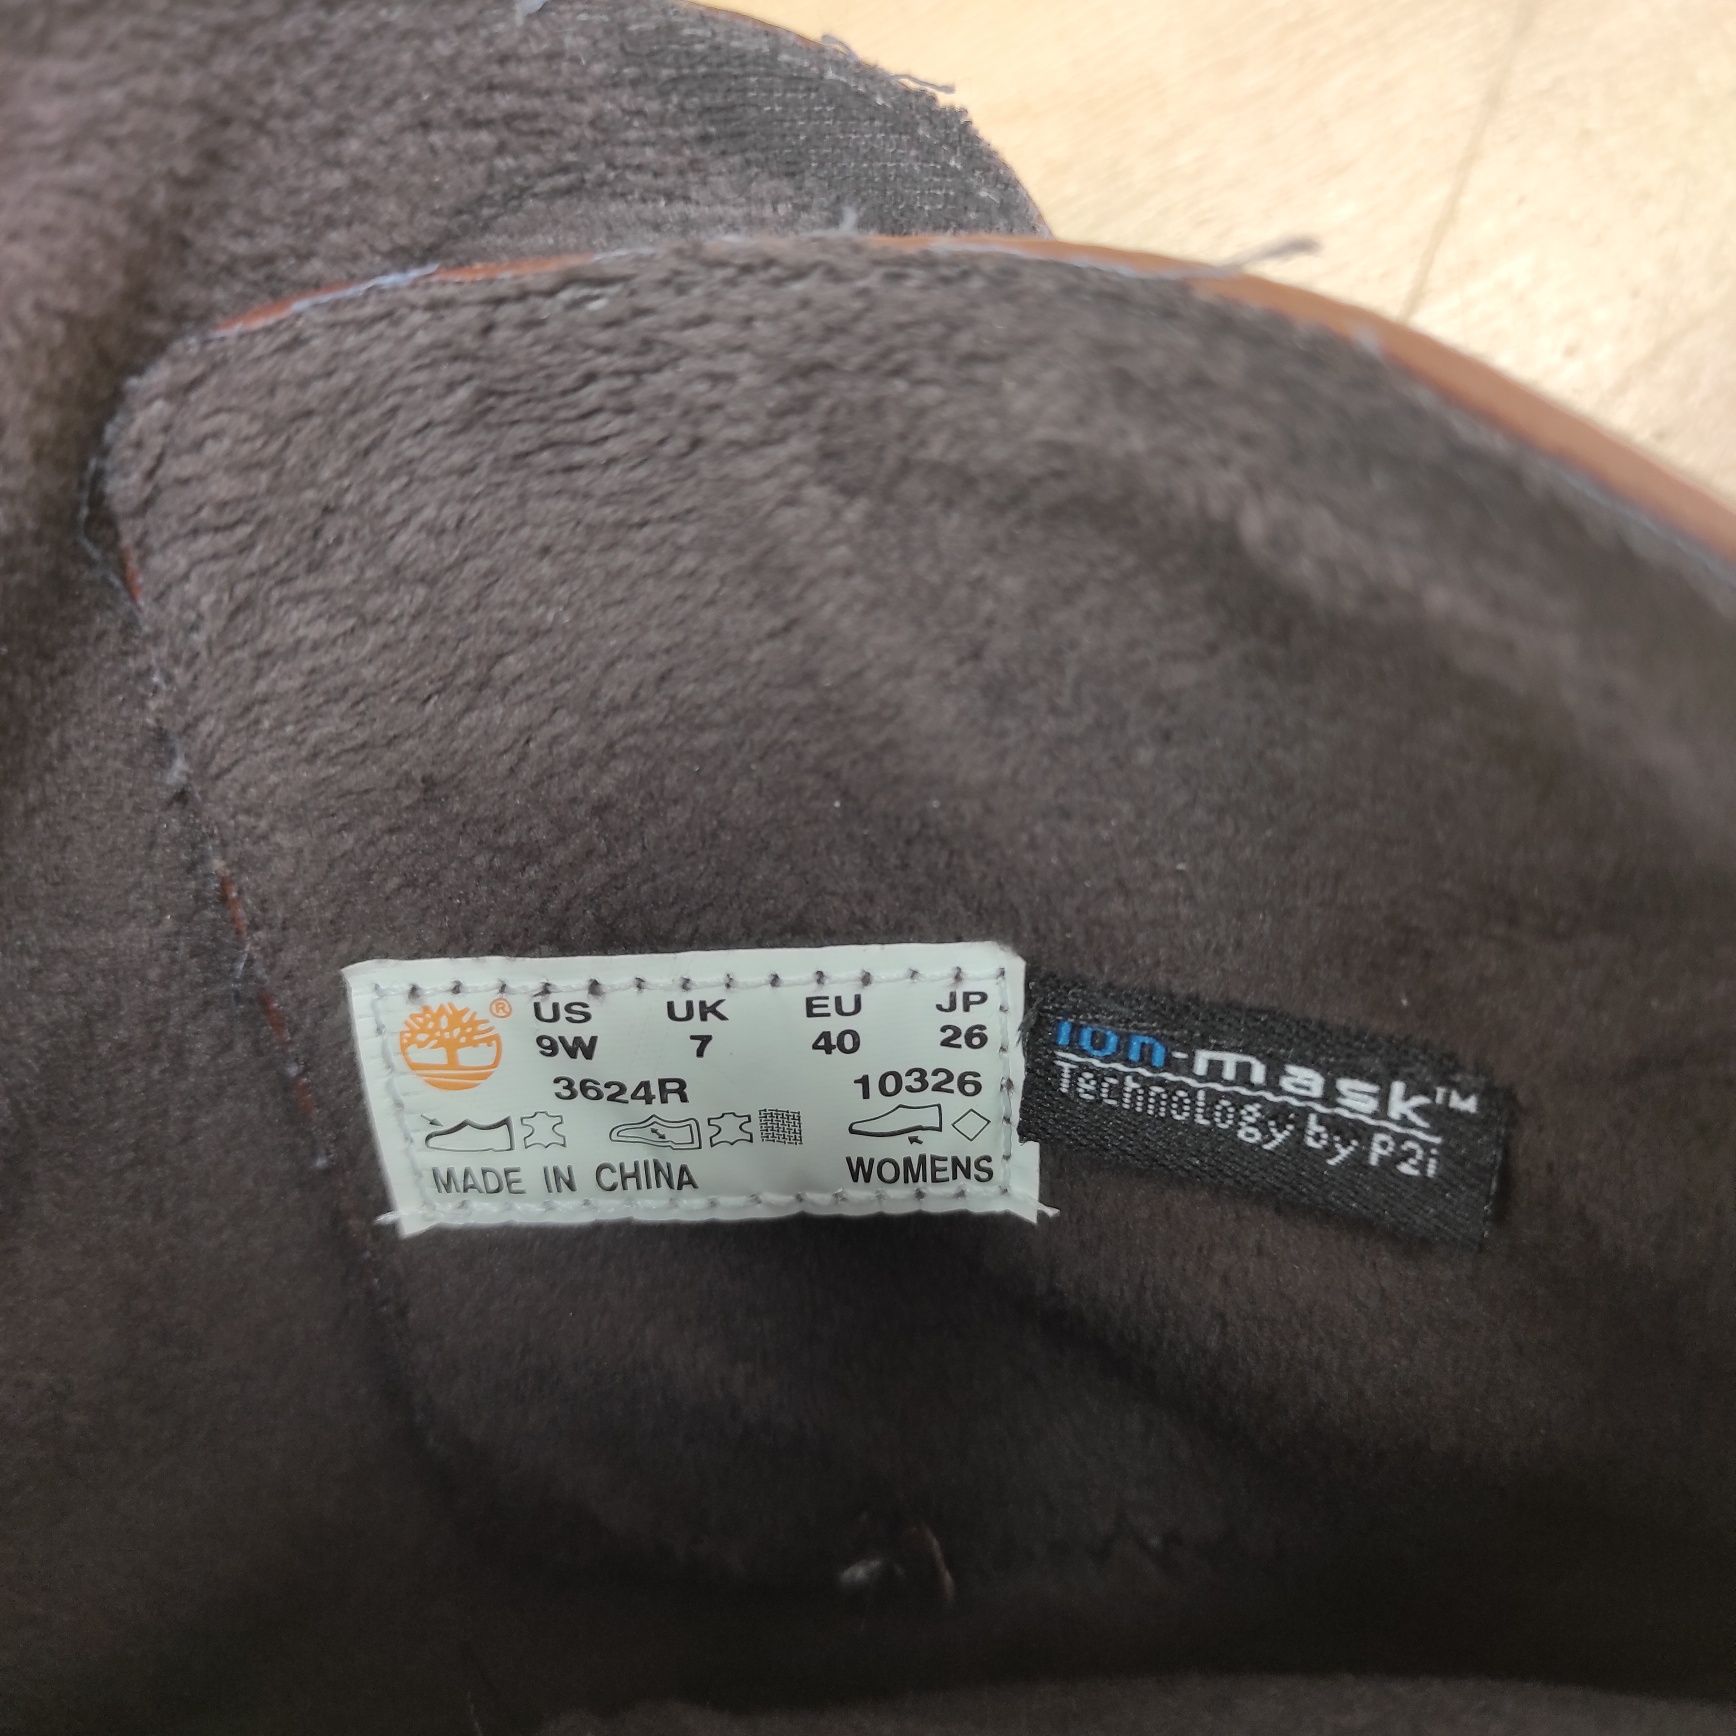 ® US UK EU JP
9W 7 40 26
3624R 10326
MADE IN CHINA WOMENS
ion-mask™
Technology by P2i